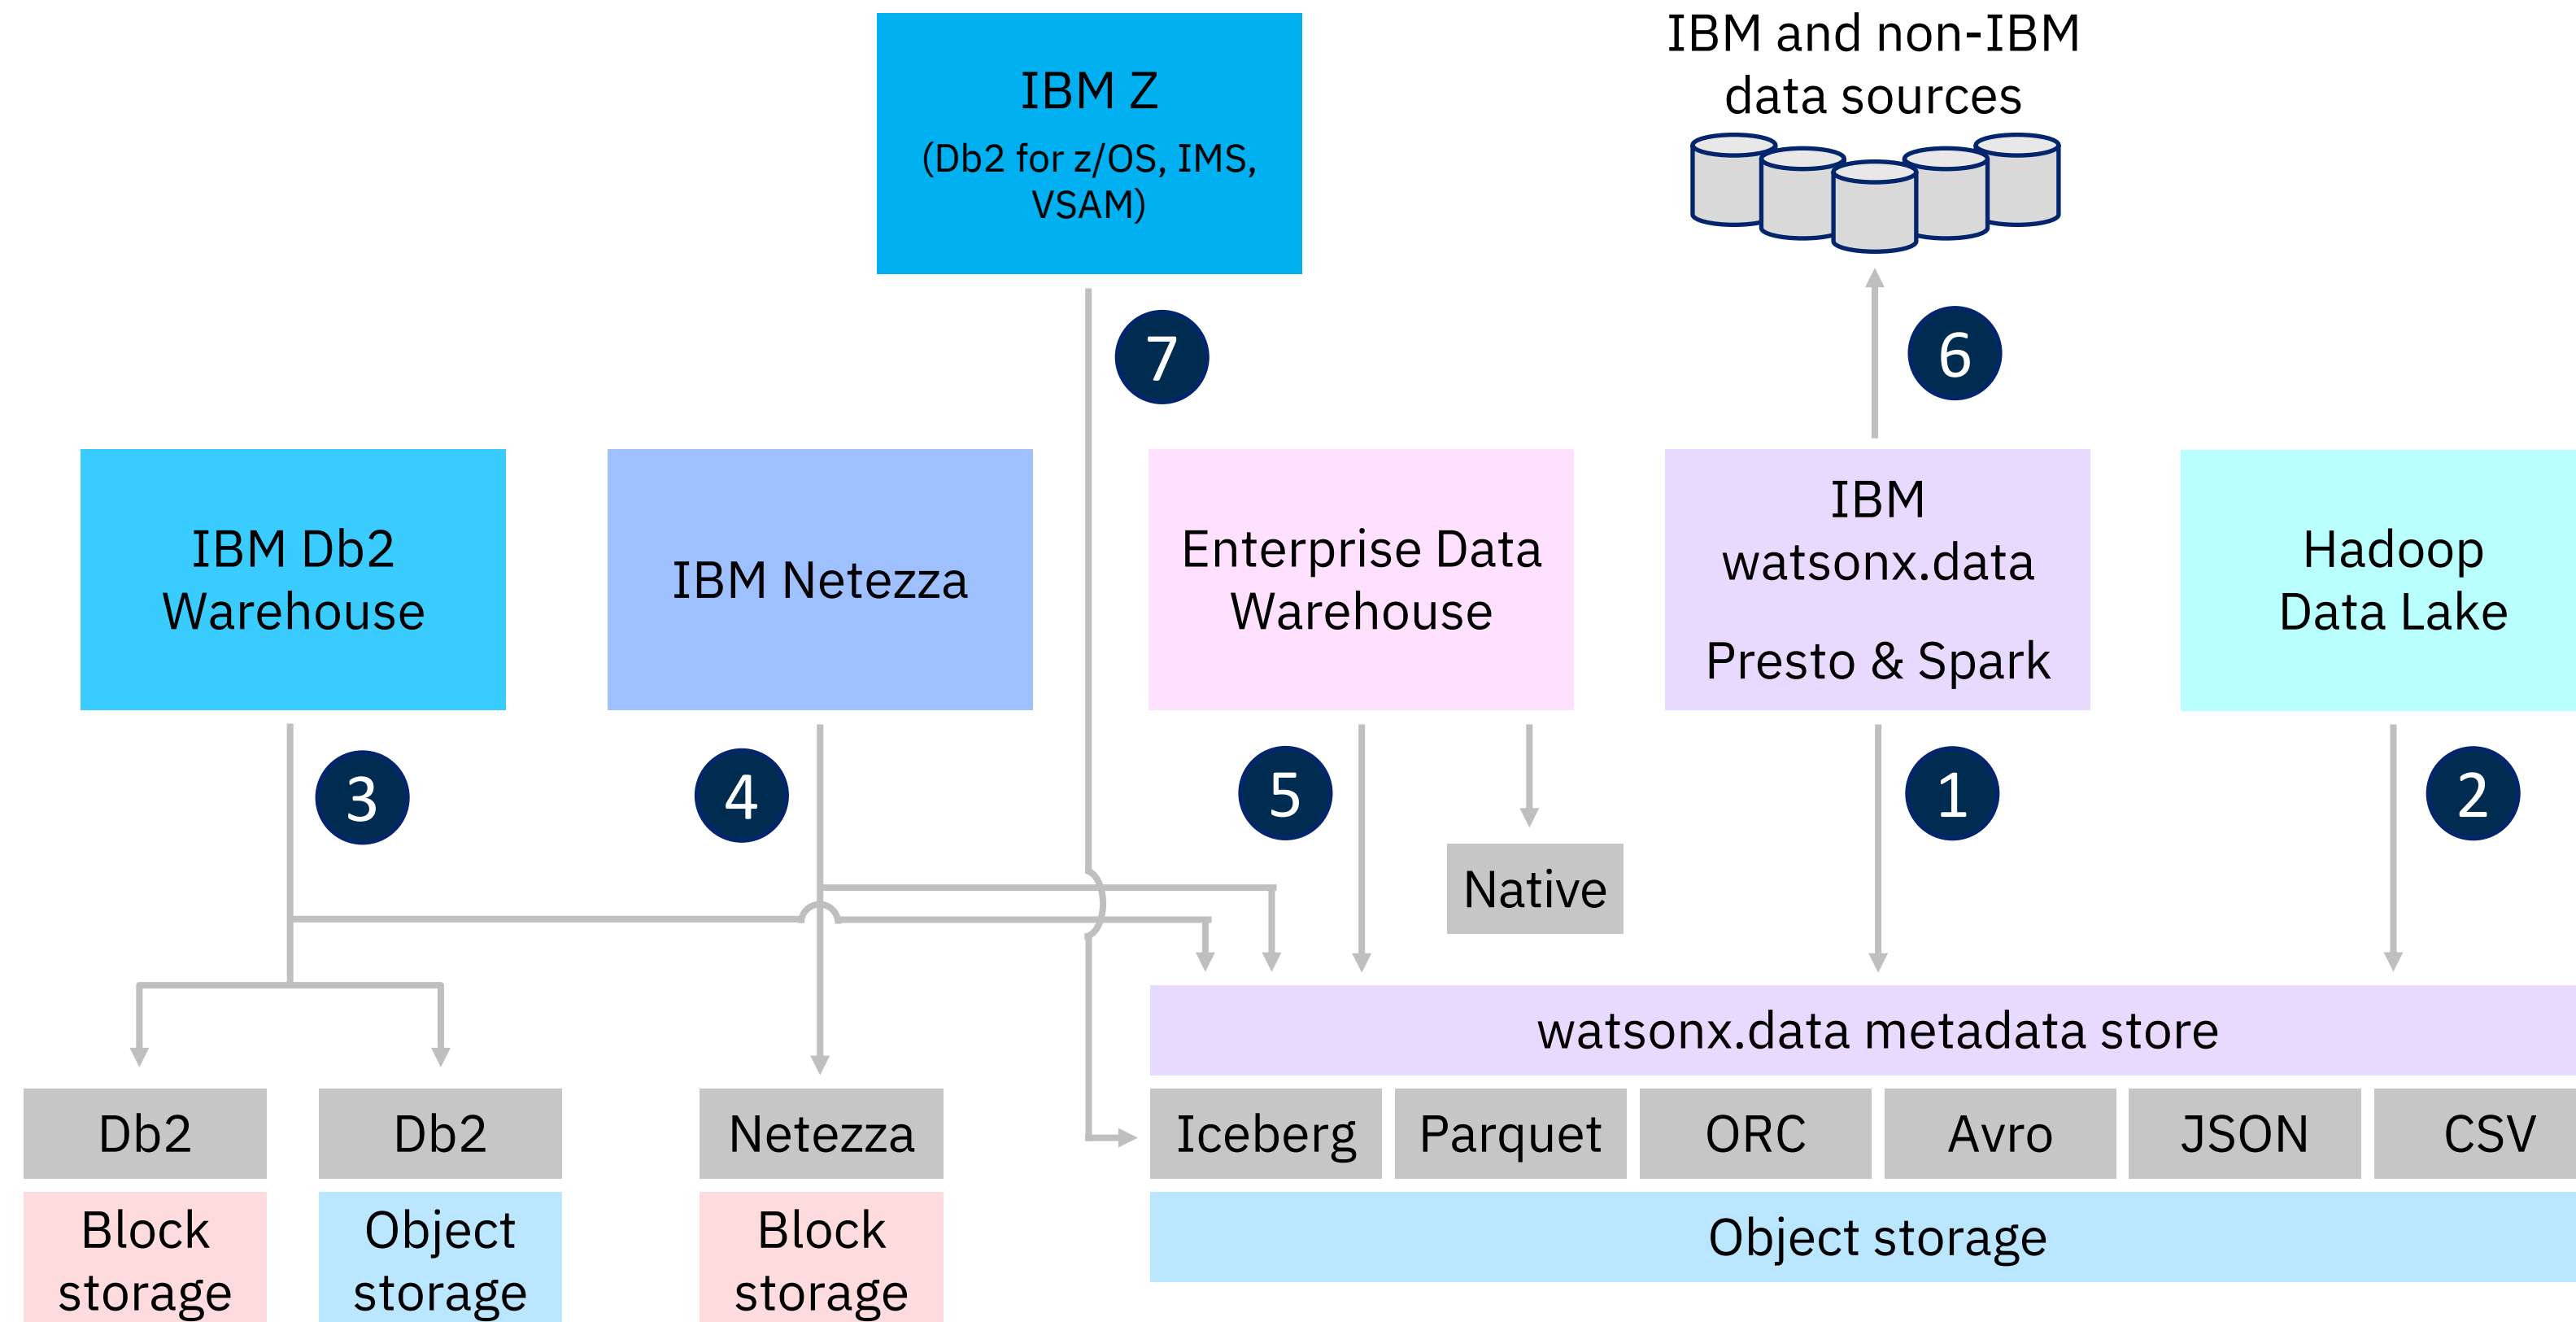 IBM Z
(Db2 for z/OS, IMS,
VSAM)
IBM and non-IBM
data sources
7
6
IBM Db2
Warehouse
IBM Netezza
Enterprise Data
Warehouse
IBM
watsonx.data
Presto & Spark
Hadoop
Data Lake
3
4
5
1
2
Native
watsonx.data metadata store
Db2
Db2
Netezza
Iceberg
Parquet
ORC
Avro
JSON
CSV
Block
storage
Object
storage
Block
storage
Object storage